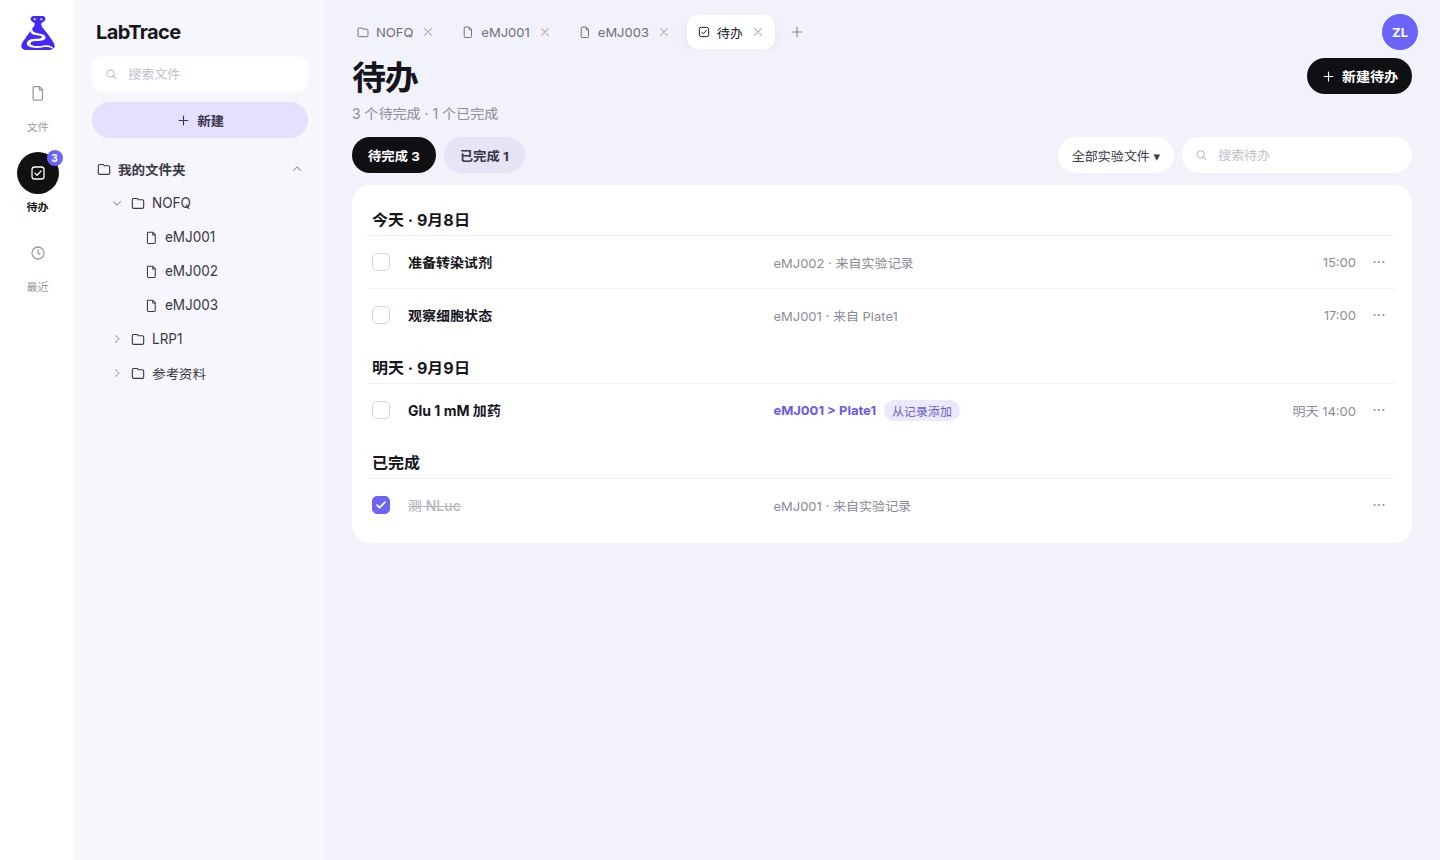 LabTrace
搜索文件
新建
文件
3
待办
最近
我的文件夹
NOFQ
eMJ001
eMJ002
eMJ003
LRP1
参考资料
NOFQ
eMJ001
eMJ003
待办
ZL
待办
新建待办
3 个待完成 · 1 个已完成
待完成 3
已完成 1
全部实验文件 ▾
搜索待办
今天 · 9月8日
准备转染试剂 eMJ002 · 来自实验记录 15:00 ···
观察细胞状态 eMJ001 · 来自 Plate1 17:00 ···
明天 · 9月9日
Glu 1 mM 加药 eMJ001 > Plate1 从记录添加 明天 14:00 ···
已完成
测 NLuc eMJ001 · 来自实验记录 ···